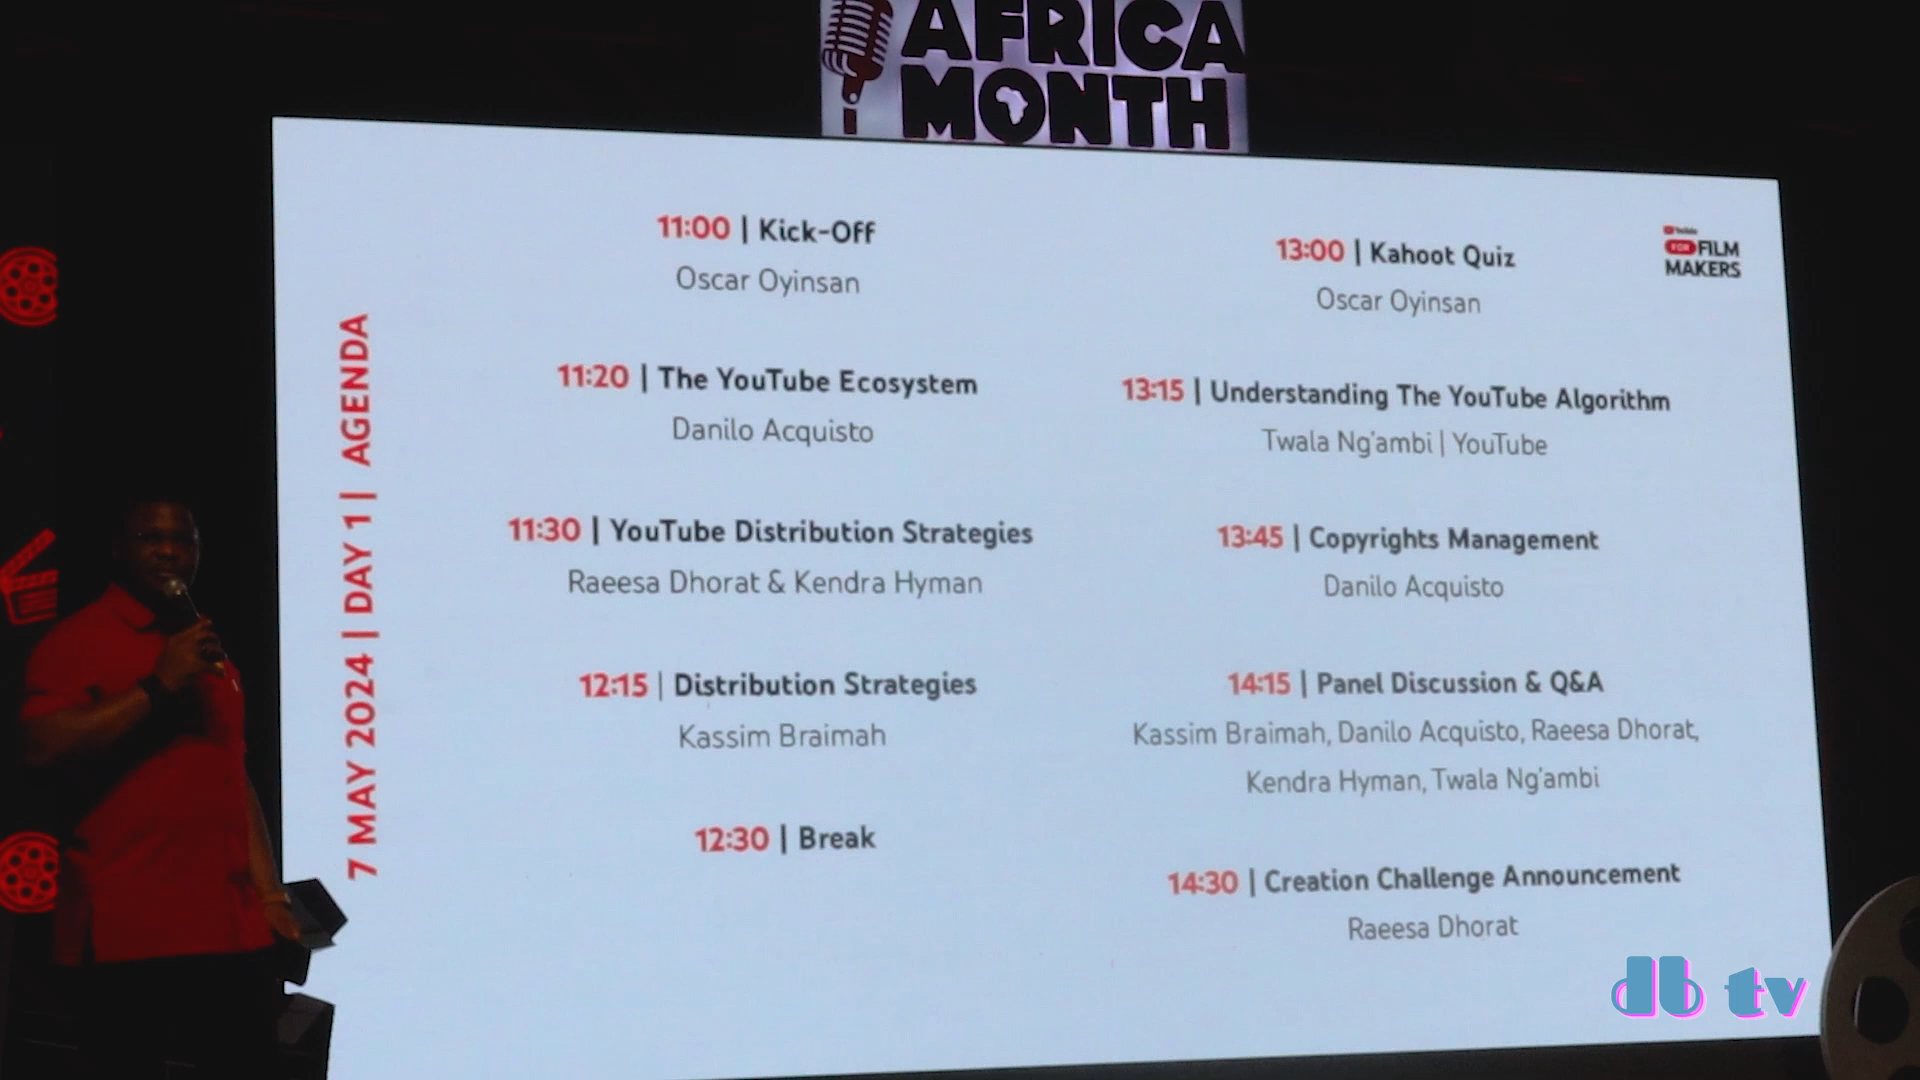 AFRICA
MONTH
7 MAY 2024 | DAY 1 | AGENDA
11:00 | Kick-Off
Oscar Oyinsan
11:20 | The YouTube Ecosystem
Danilo Acquisto
11:30 | YouTube Distribution Strategies
Raeesa Dhorat & Kendra Hyman
12:15 | Distribution Strategies
Kassim Braimah
12:30 | Break
YouTube
FOR FILM
MAKERS
13:00 | Kahoot Quiz
Oscar Oyinsan
13:15 | Understanding The YouTube Algorithm
Twala Ng'ambi | YouTube
13:45 | Copyrights Management
Danilo Acquisto
14:15 | Panel Discussion & Q&A
Kassim Braimah, Danilo Acquisto, Raeesa Dhorat,
Kendra Hyman, Twala Ng'ambi
14:30 | Creation Challenge Announcement
Raeesa Dhorat
db tv